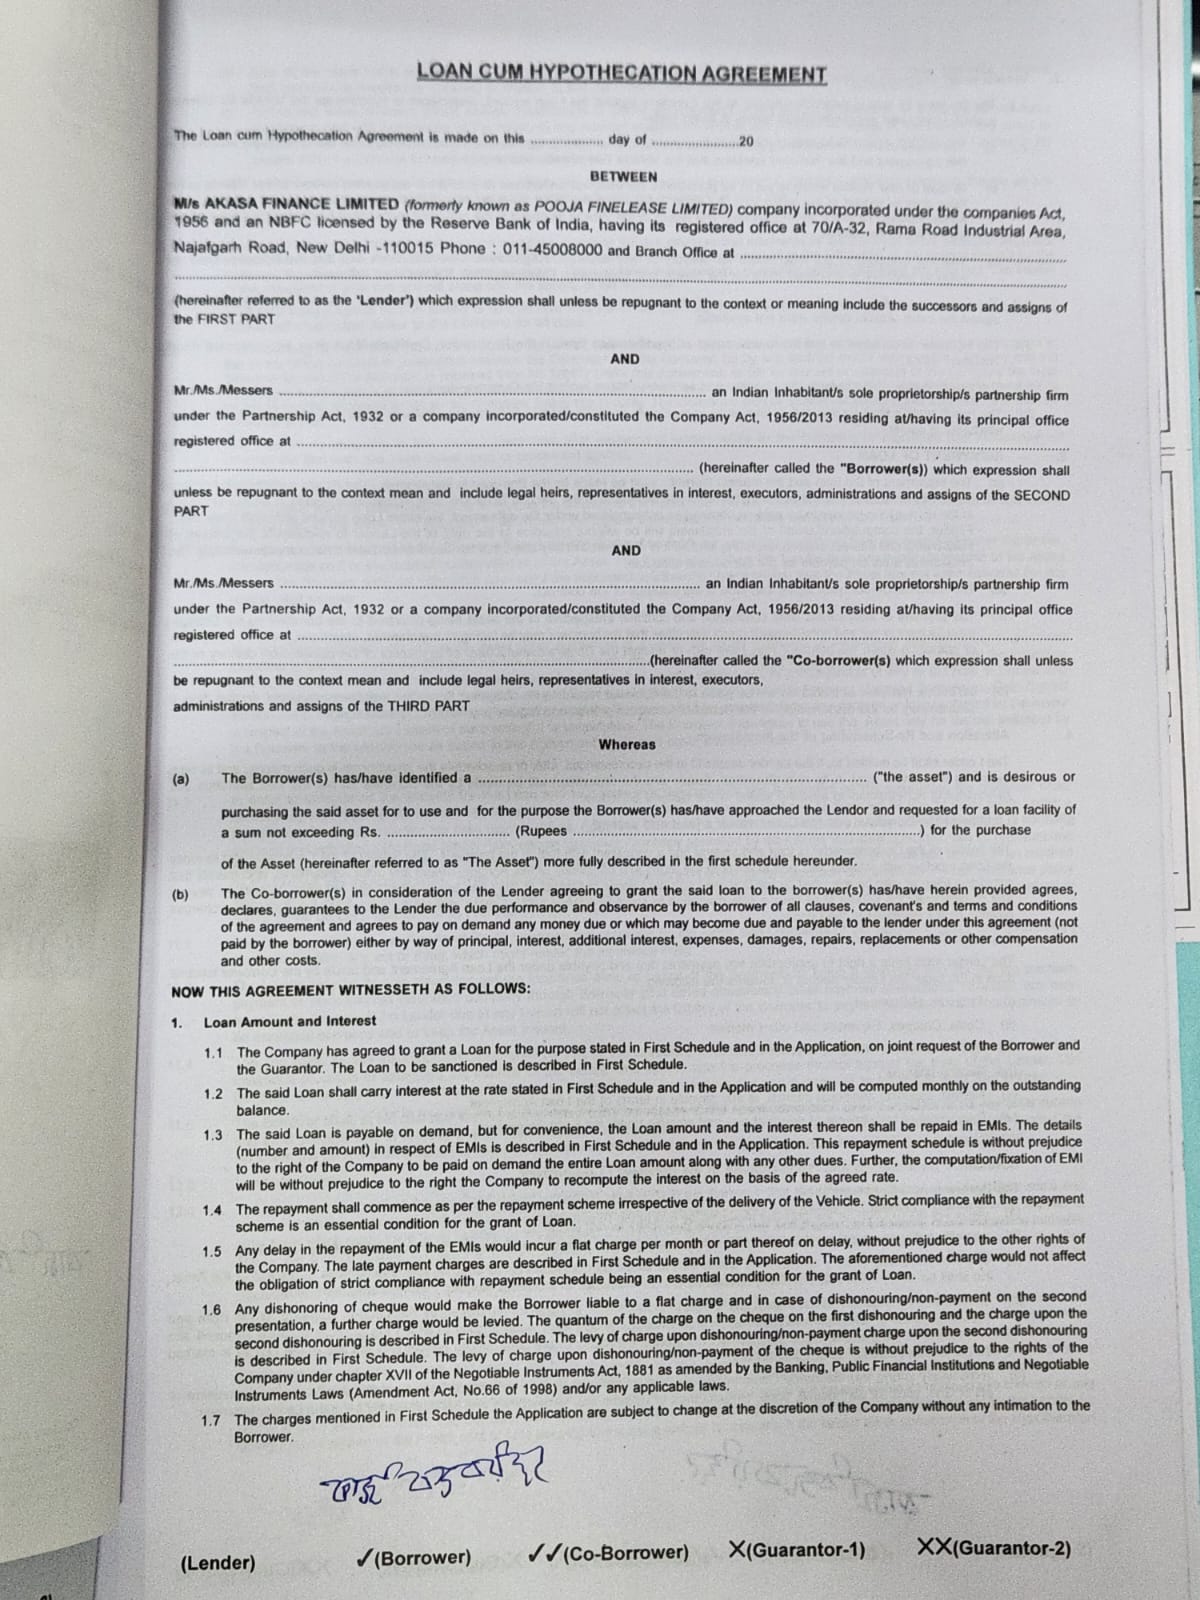 LOAN CUM HYPOTHECATION AGREEMENT
The Loan cum Hypothecation Agreement is made on this .................. day of ......................20
BETWEEN
M/s AKASA FINANCE LIMITED (formerly known as POOJA FINELEASE LIMITED) company incorporated under the companies Act,
1956 and an NBFC licensed by the Reserve Bank of India, having its registered office at 70/A-32, Rama Road Industrial Area,
Najafgarh Road, New Delhi -110015 Phone : 011-45008000 and Branch Office at ......................
(hereinafter referred to as the 'Lender') which expression shall unless be repugnant to the context or meaning include the successors and assigns of
the FIRST PART
AND
Mr./Ms./Messers ...................... an Indian Inhabitant/s sole proprietorship/s partnership firm
under the Partnership Act, 1932 or a company incorporated/constituted the Company Act, 1956/2013 residing at/having its principal office
registered office at ......................
...................... (hereinafter called the "Borrower(s)) which expression shall
unless be repugnant to the context mean and include legal heirs, representatives in interest, executors, administrations and assigns of the SECOND
PART
AND
Mr./Ms./Messers ...................... an Indian Inhabitant/s sole proprietorship/s partnership firm
under the Partnership Act, 1932 or a company incorporated/constituted the Company Act, 1956/2013 residing at/having its principal office
registered office at ......................
......................(hereinafter called the "Co-borrower(s) which expression shall unless
be repugnant to the context mean and include legal heirs, representatives in interest, executors,
administrations and assigns of the THIRD PART
Whereas
(a) The Borrower(s) has/have identified a ...................... ("the asset") and is desirous or
purchasing the said asset for to use and for the purpose the Borrower(s) has/have approached the Lendor and requested for a loan facility of
a sum not exceeding Rs. ...................... (Rupees ......................) for the purchase
of the Asset (hereinafter referred to as "The Asset") more fully described in the first schedule hereunder.
(b) The Co-borrower(s) in consideration of the Lender agreeing to grant the said loan to the borrower(s) has/have herein provided agrees,
declares, guarantees to the Lender the due performance and observance by the borrower of all clauses, covenant's and terms and conditions
of the agreement and agrees to pay on demand any money due or which may become due and payable to the lender under this agreement (not
paid by the borrower) either by way of principal, interest, additional interest, expenses, damages, repairs, replacements or other compensation
and other costs.
NOW THIS AGREEMENT WITNESSETH AS FOLLOWS:
1. Loan Amount and Interest
1.1 The Company has agreed to grant a Loan for the purpose stated in First Schedule and in the Application, on joint request of the Borrower and
the Guarantor. The Loan to be sanctioned is described in First Schedule.
1.2 The said Loan shall carry interest at the rate stated in First Schedule and in the Application and will be computed monthly on the outstanding
balance.
1.3 The said Loan is payable on demand, but for convenience, the Loan amount and the interest thereon shall be repaid in EMIs. The details
(number and amount) in respect of EMIs is described in First Schedule and in the Application. This repayment schedule is without prejudice
to the right of the Company to be paid on demand the entire Loan amount along with any other dues. Further, the computation/fixation of EMI
will be without prejudice to the right the Company to recompute the interest on the basis of the agreed rate.
1.4 The repayment shall commence as per the repayment scheme irrespective of the delivery of the Vehicle. Strict compliance with the repayment
scheme is an essential condition for the grant of Loan.
1.5 Any delay in the repayment of the EMIs would incur a flat charge per month or part thereof on delay, without prejudice to the other rights of
the Company. The late payment charges are described in First Schedule and in the Application. The aforementioned charge would not affect
the obligation of strict compliance with repayment schedule being an essential condition for the grant of Loan.
1.6 Any dishonoring of cheque would make the Borrower liable to a flat charge and in case of dishonouring/non-payment on the second
presentation, a further charge would be levied. The quantum of the charge on the cheque on the first dishonouring and the charge upon the
second dishonouring is described in First Schedule. The levy of charge upon dishonouring/non-payment charge upon the second dishonouring
is described in First Schedule. The levy of charge upon dishonouring/non-payment of the cheque is without prejudice to the rights of the
Company under chapter XVII of the Negotiable Instruments Act, 1881 as amended by the Banking, Public Financial Institutions and Negotiable
Instruments Laws (Amendment Act, No.66 of 1998) and/or any applicable laws.
1.7 The charges mentioned in First Schedule the Application are subject to change at the discretion of the Company without any intimation to the
Borrower.
(Lender) ✓(Borrower) ✓✓(Co-Borrower) X(Guarantor-1) XX(Guarantor-2)